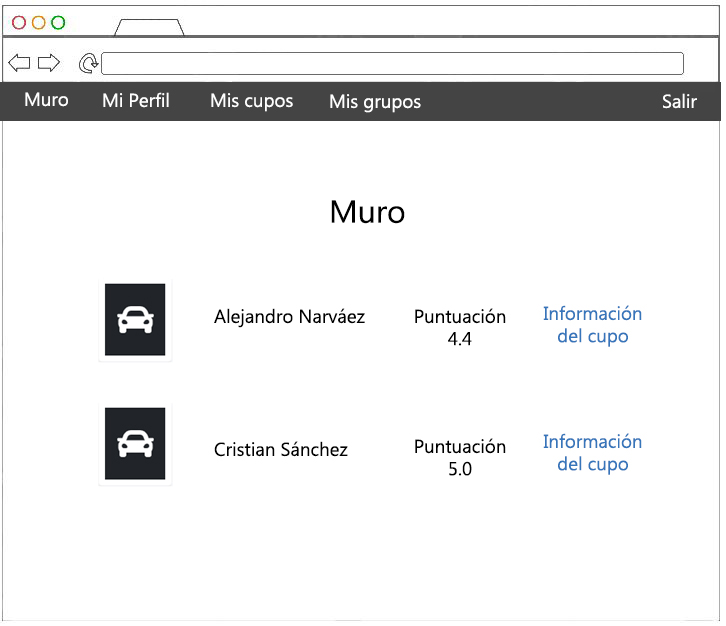 Muro Mi Perfil Mis cupos Mis grupos Salir
Muro
Alejandro Narváez
Puntuación
4.4
Información
del cupo
Cristian Sánchez
Puntuación
5.0
Información
del cupo